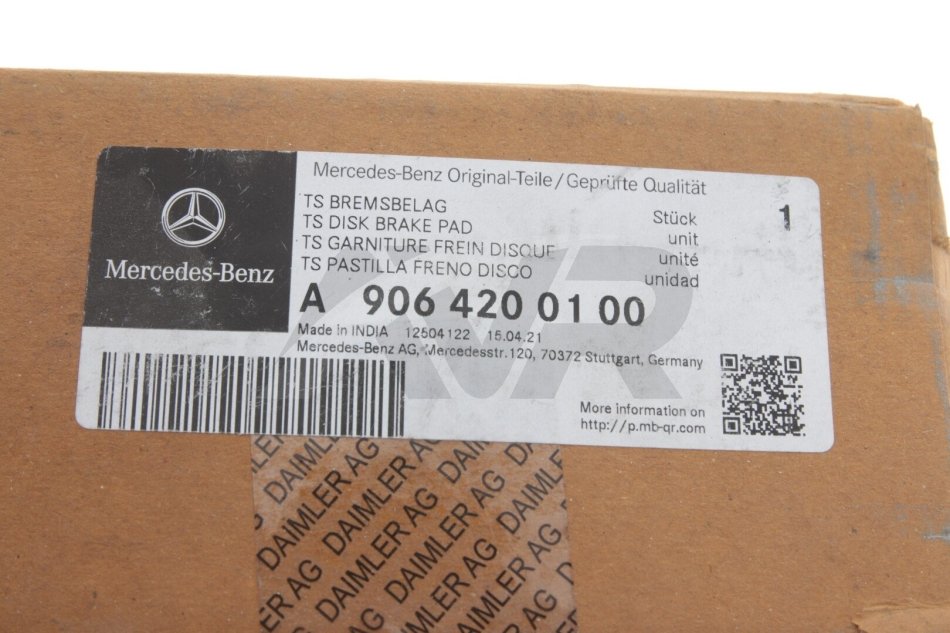 Mercedes-Benz
Mercedes-Benz Original-Teile/Geprüfte Qualität
TS BREMSBELAG
TS DISK BRAKE PAD
TS GARNITURE FREIN DISQUE
TS PASTILLA FRENO DISCO
Stück
unit
unité
unidad
1
A 906 420 01 00
Made in INDIA 12504122 15.04.21
Mercedes-Benz AG, Mercedesstr.120, 70372 Stuttgart, Germany
More information on
http://p.mb-qr.com
AVR
DAIMLER AG
DAIMLER AG
DAIMLER AG
DAIMLER AG
DAIMLER AG
DAIMLER AG
DAIMLER AG